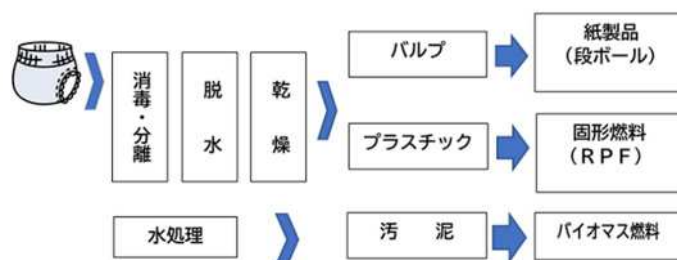 消毒・分離
脱水
乾燥
バルプ
紙製品
(段ボール)
プラスチック
固形燃料
(RPF)
水処理
汚　泥
バイオマス燃料